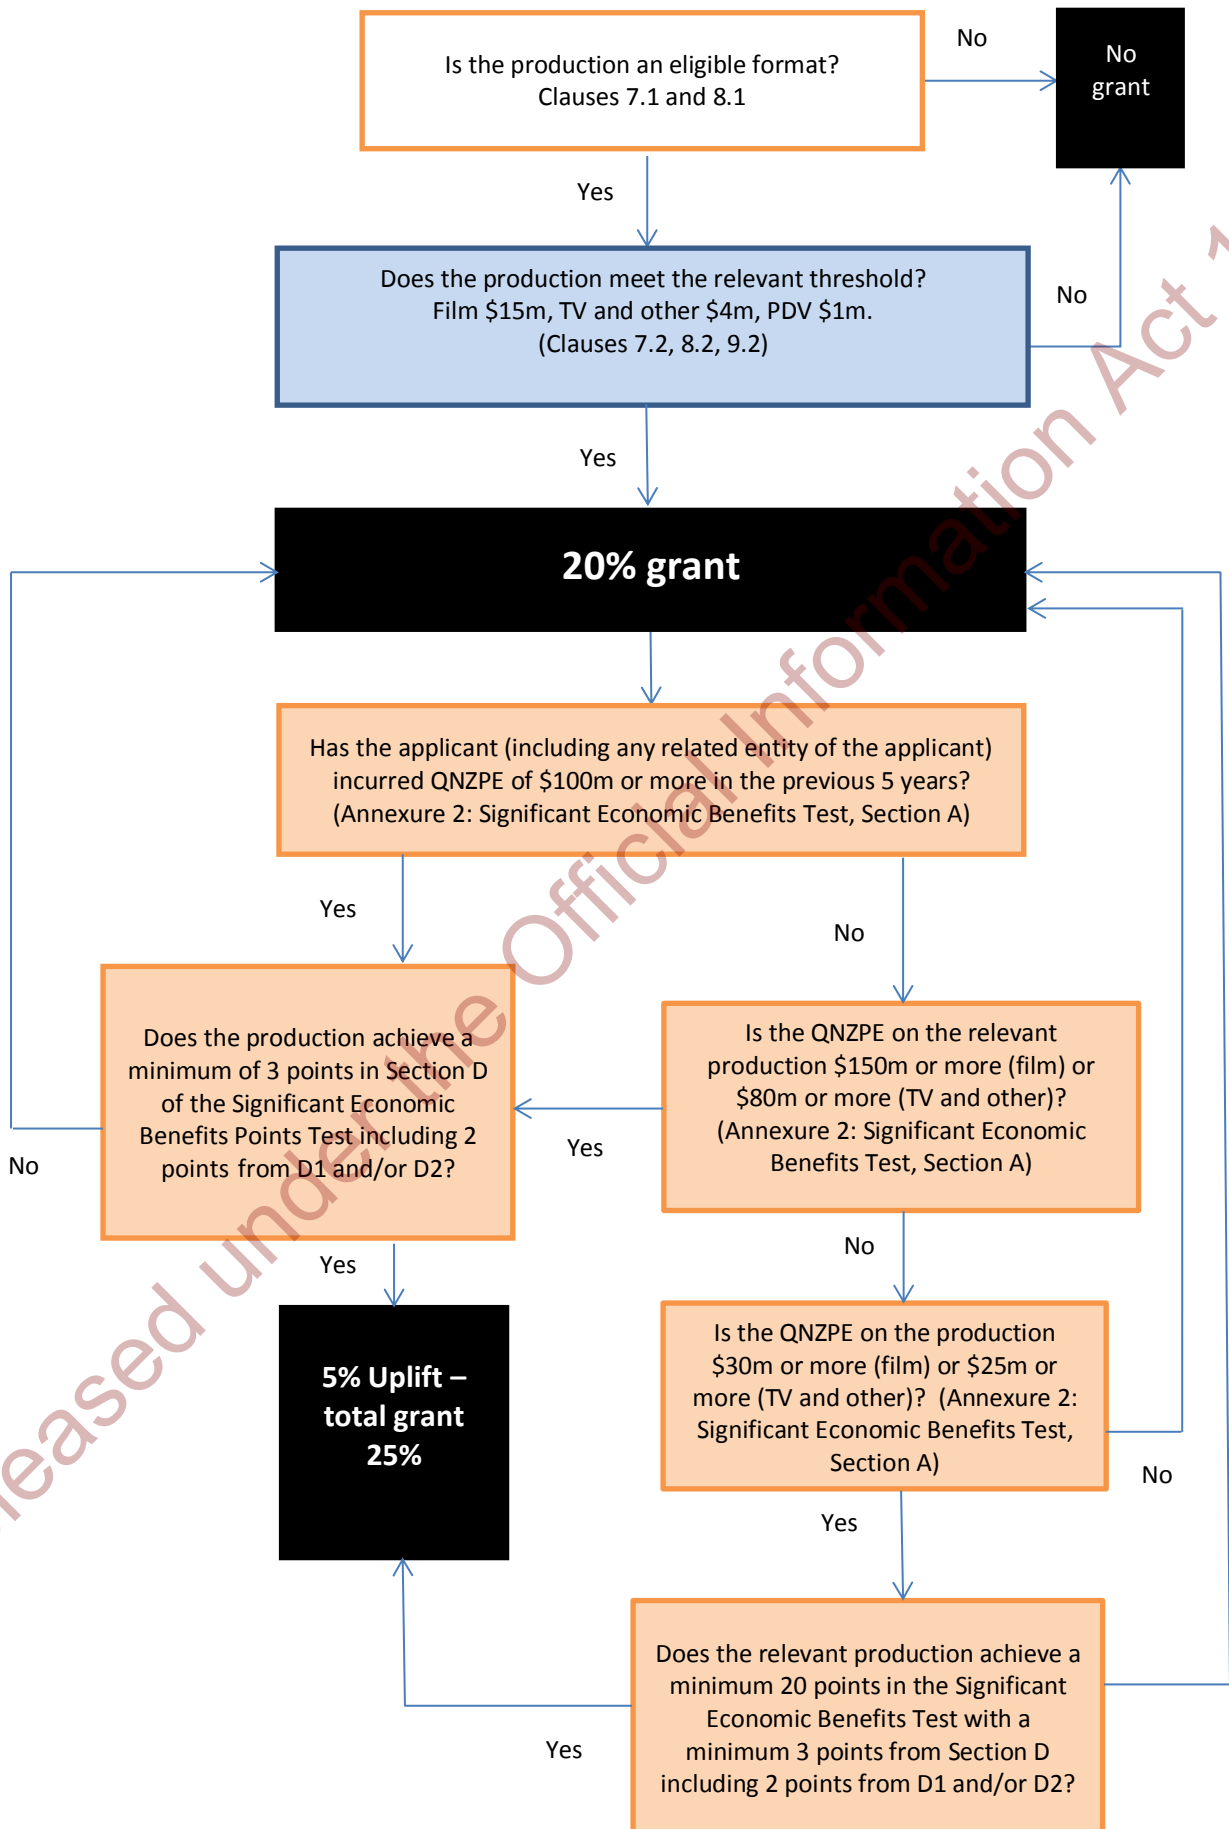 Is the production an eligible format?
Clauses 7.1 and 8.1
No
No
grant
Yes
Does the production meet the relevant threshold?
Film $15m, TV and other $4m, PDV $1m.
(Clauses 7.2, 8.2, 9.2)
No
Yes
20% grant
Has the applicant (including any related entity of the applicant)
incurred QNZPE of $100m or more in the previous 5 years?
(Annexure 2: Significant Economic Benefits Test, Section A)
Yes
No
Does the production achieve a
minimum of 3 points in Section D
of the Significant Economic
Benefits Points Test including 2
points from D1 and/or D2?
No
Is the QNZPE on the relevant
production $150m or more (film) or
$80m or more (TV and other)?
(Annexure 2: Significant Economic
Benefits Test, Section A)
Yes
Yes
No
5% Uplift –
total grant
25%
Is the QNZPE on the production
$30m or more (film) or $25m or
more (TV and other)? (Annexure 2:
Significant Economic Benefits Test,
Section A)
No
Yes
Does the relevant production achieve a
minimum 20 points in the Significant
Economic Benefits Test with a
minimum 3 points from Section D
including 2 points from D1 and/or D2?
Yes
under the Official Information Act